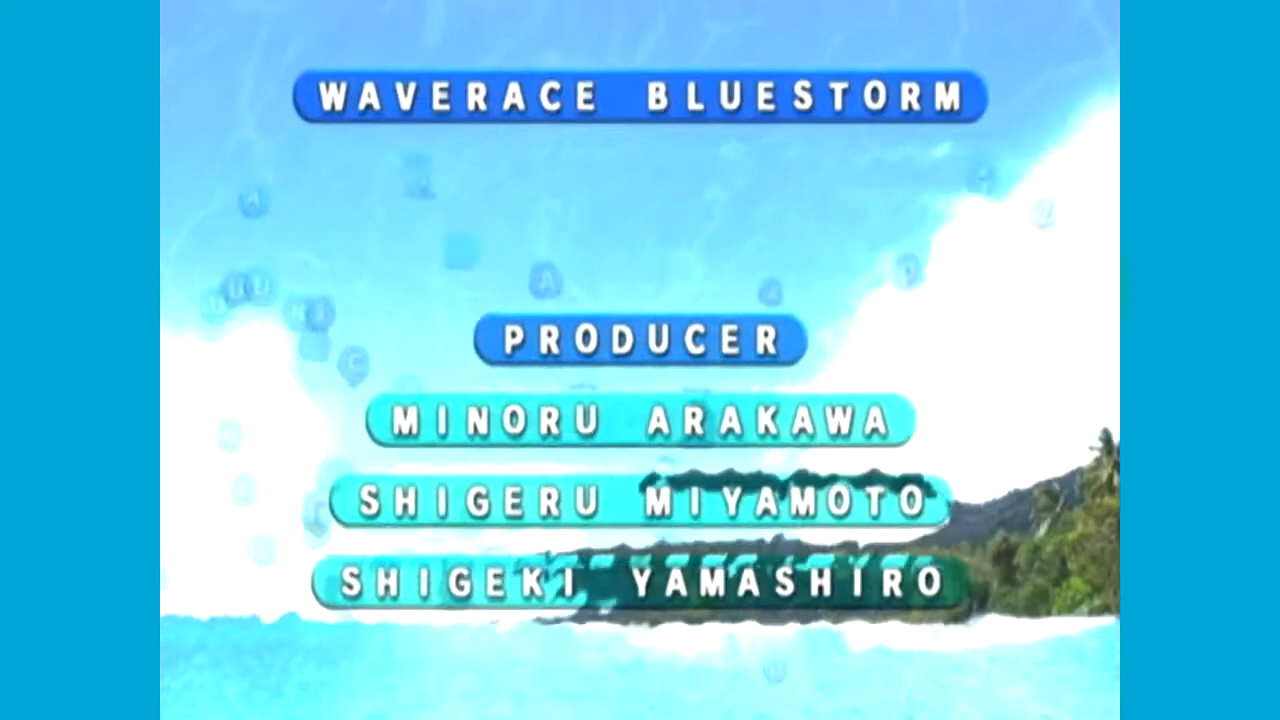 WAVERACE BLUESTORM
PRODUCER
MINORU ARAKAWA
SHIGERU MIYAMOTO
SHIGEKI YAMASHIRO